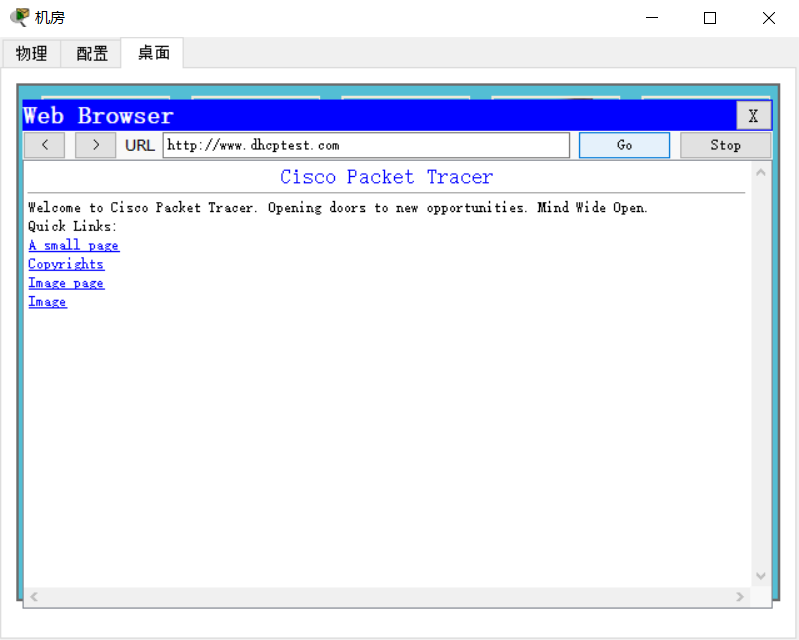 机房
物理 配置 桌面
Web Browser X
< > URL http://www.dhcptest.com Go Stop
Cisco Packet Tracer
Welcome to Cisco Packet Tracer. Opening doors to new opportunities. Mind Wide Open.
Quick Links:
A small page
Copyrights
Image page
Image